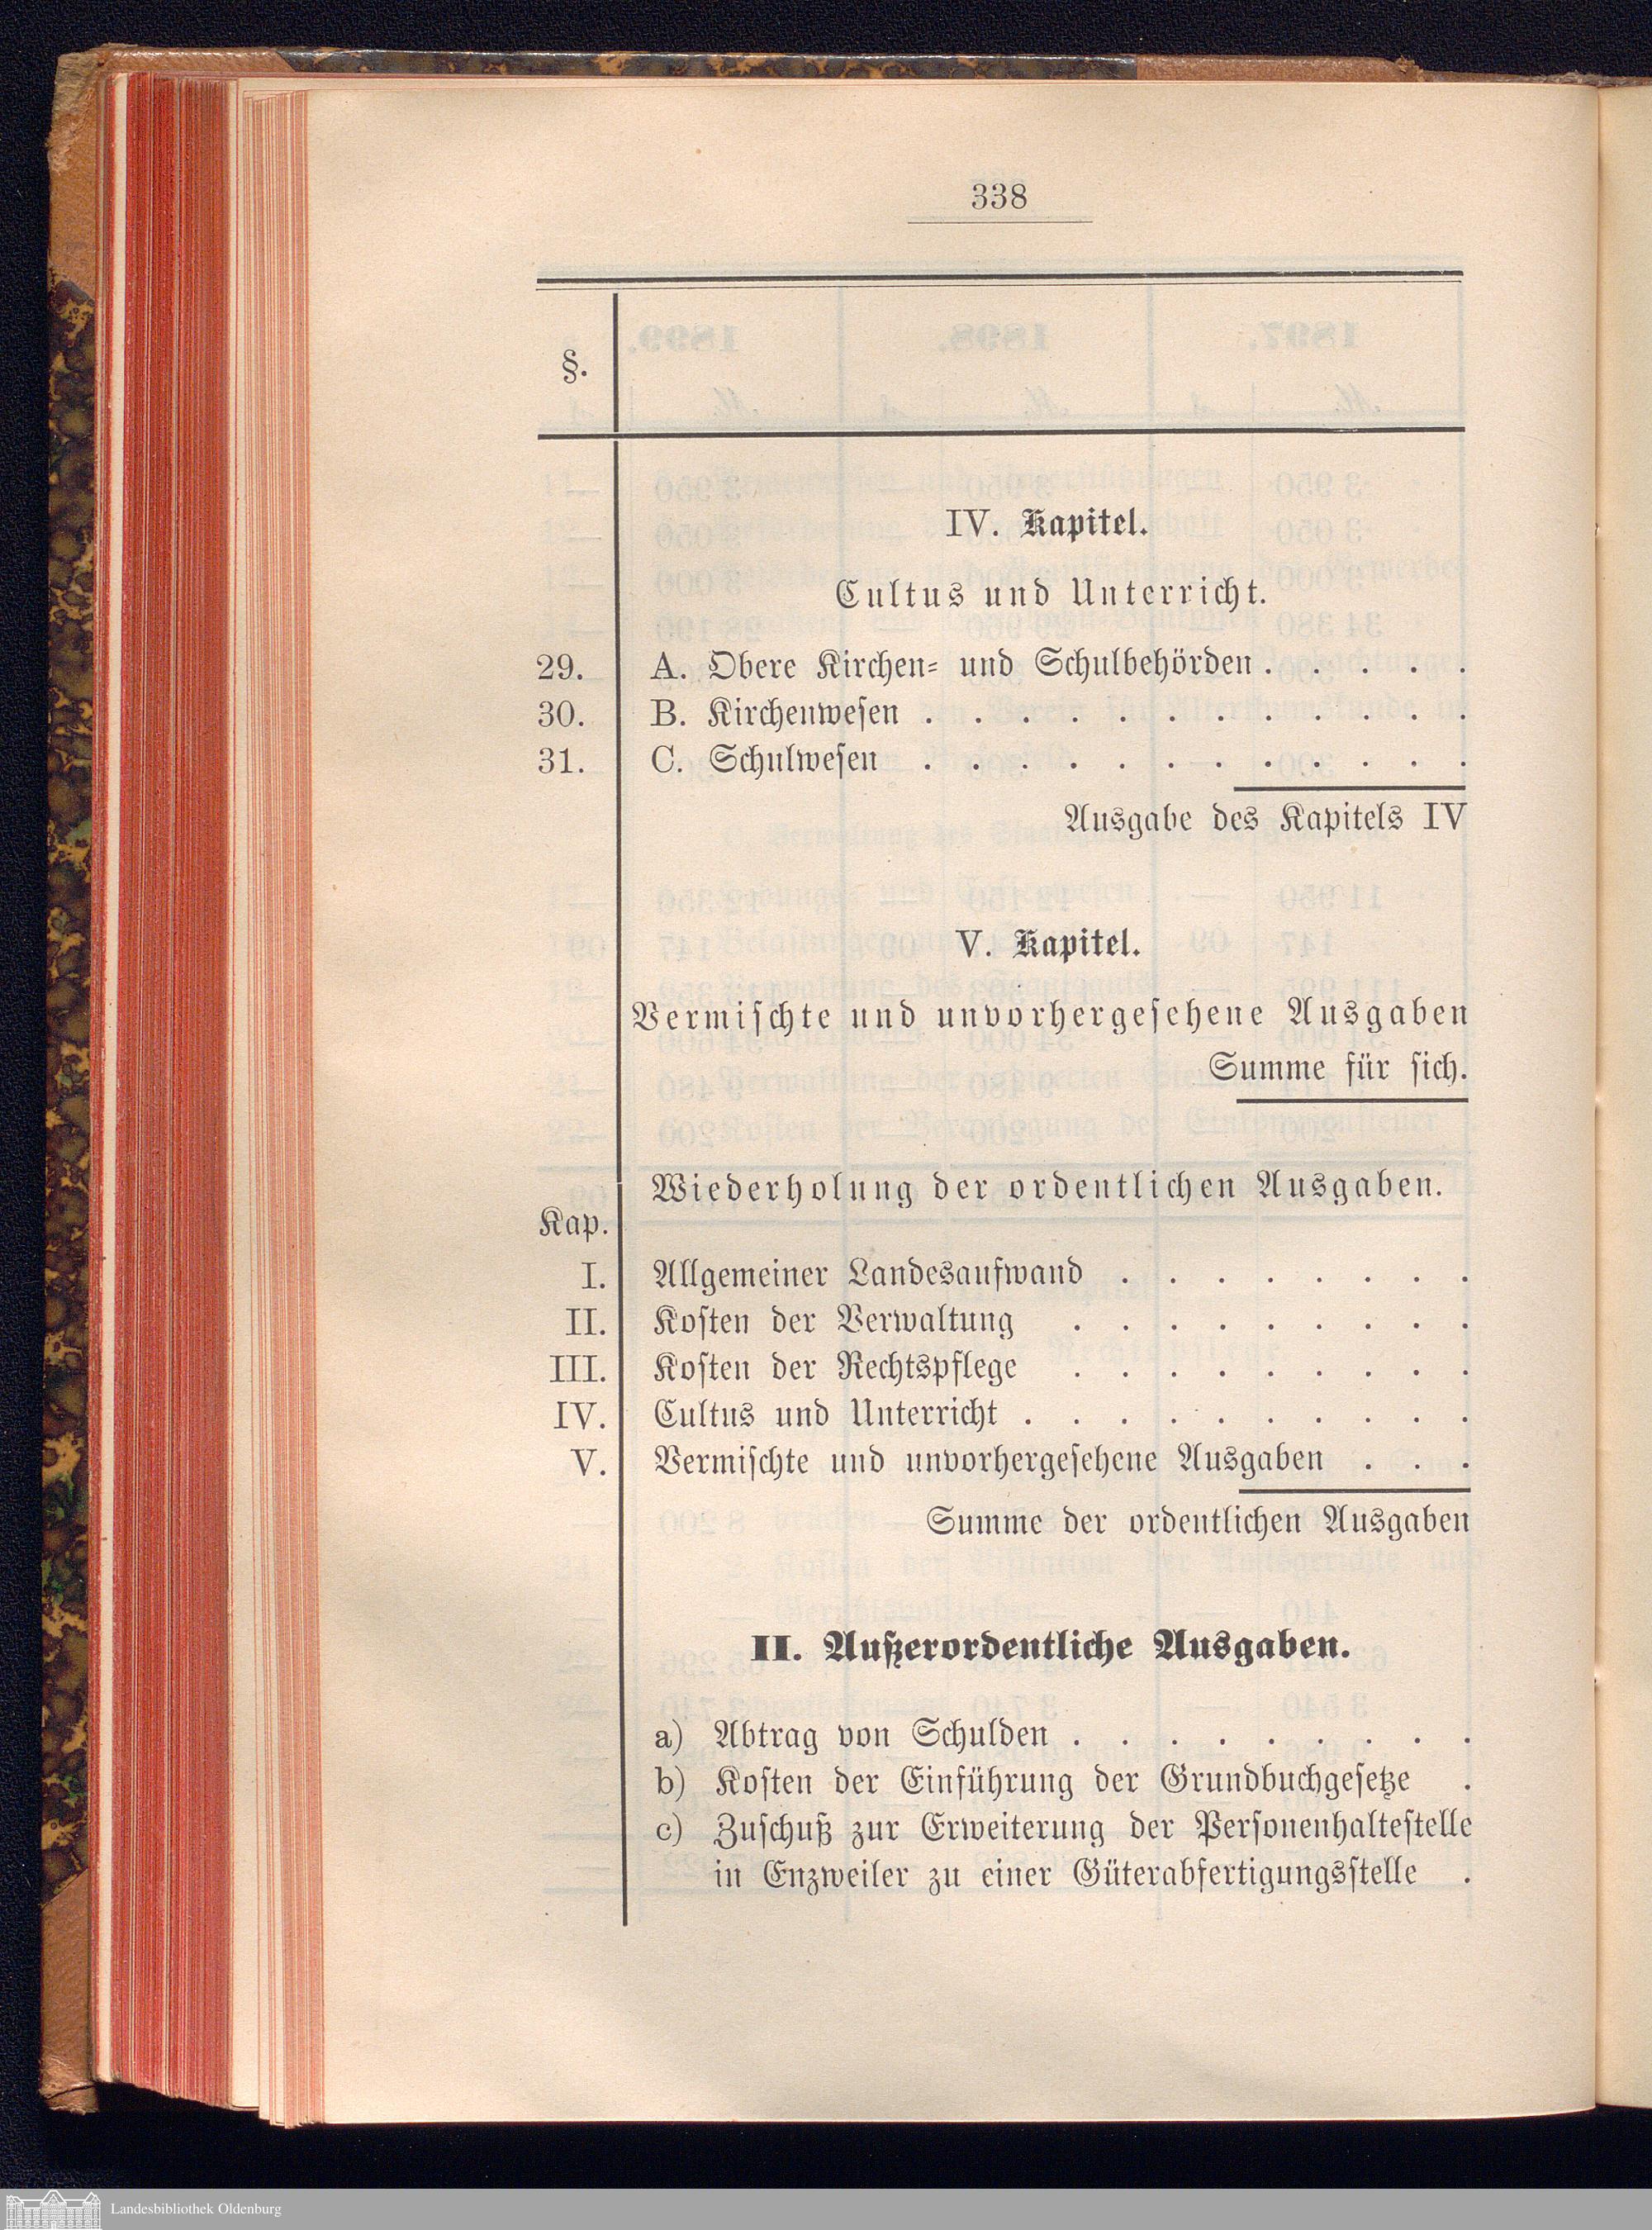 338
§.
IV. Kapitel.
Cultus und Unterricht.
29. A. Obere Kirchen- und Schulbehörden . . . . .
30. B. Kirchenwesen . . . . . . . . . . . .
31. C. Schulwesen . . . . . . . . . . . .
Ausgabe des Kapitels IV
V. Kapitel.
Vermischte und unvorhergesehene Ausgaben
Summe für sich.
Wiederholung der ordentlichen Ausgaben.
Kap.
I. Allgemeiner Landesaufwand . . . . . . . .
II. Kosten der Verwaltung . . . . . . . . .
III. Kosten der Rechtspflege . . . . . . . . .
IV. Cultus und Unterricht . . . . . . . . . .
V. Vermischte und unvorhergesehene Ausgaben . . .
Summe der ordentlichen Ausgaben
II. Außerordentliche Ausgaben.
a) Abtrag von Schulden . . . . . . . . .
b) Kosten der Einführung der Grundbuchgesetze .
c) Zuschuß zur Erweiterung der Personenhaltestelle
in Enzweiler zu einer Güterabfertigungsstelle .
Landesbibliothek Oldenburg